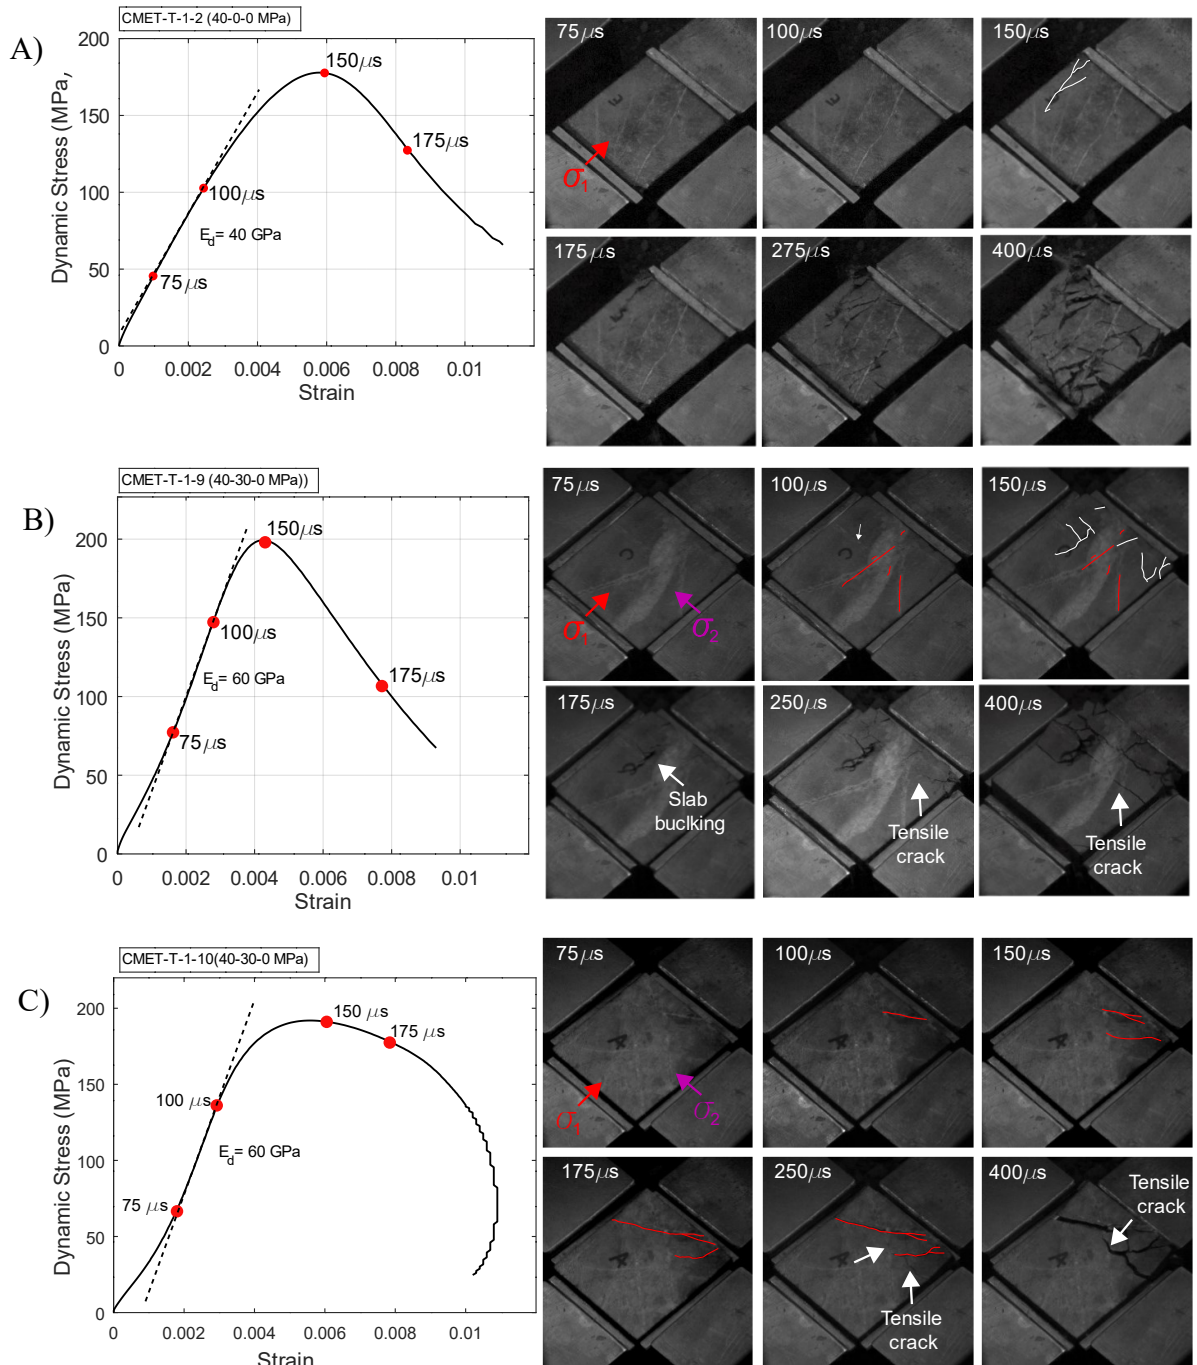 A)
CMET-T-1-2 (40-0-0 MPa)
Dynamic Stress (MPa,
200
150
100
50
0
150μs
175μs
100μs
E_d= 40 GPa
75μs
0 0.002 0.004 0.006 0.008 0.01
Strain
75μs
100μs
150μs
σ1
175μs
275μs
400μs
B)
CMET-T-1-9 (40-30-0 MPa))
Dynamic Stress (MPa)
200
150
100
50
0
150μs
100μs
E_d= 60 GPa
175μs
75μs
0 0.002 0.004 0.006 0.008 0.01
Strain
75μs
100μs
150μs
σ1
σ2
175μs
250μs
400μs
Slab
buclking
Tensile
crack
Tensile
crack
C)
CMET-T-1-10(40-30-0 MPa)
Dynamic Stress (MPa)
200
150
100
50
0
150 μs
175 μs
100 μs
E_d= 60 GPa
75 μs
0 0.002 0.004 0.006 0.008 0.01
Strain
75μs
100μs
150μs
σ1
σ2
175μs
250μs
400μs
Tensile
crack
Tensile
crack